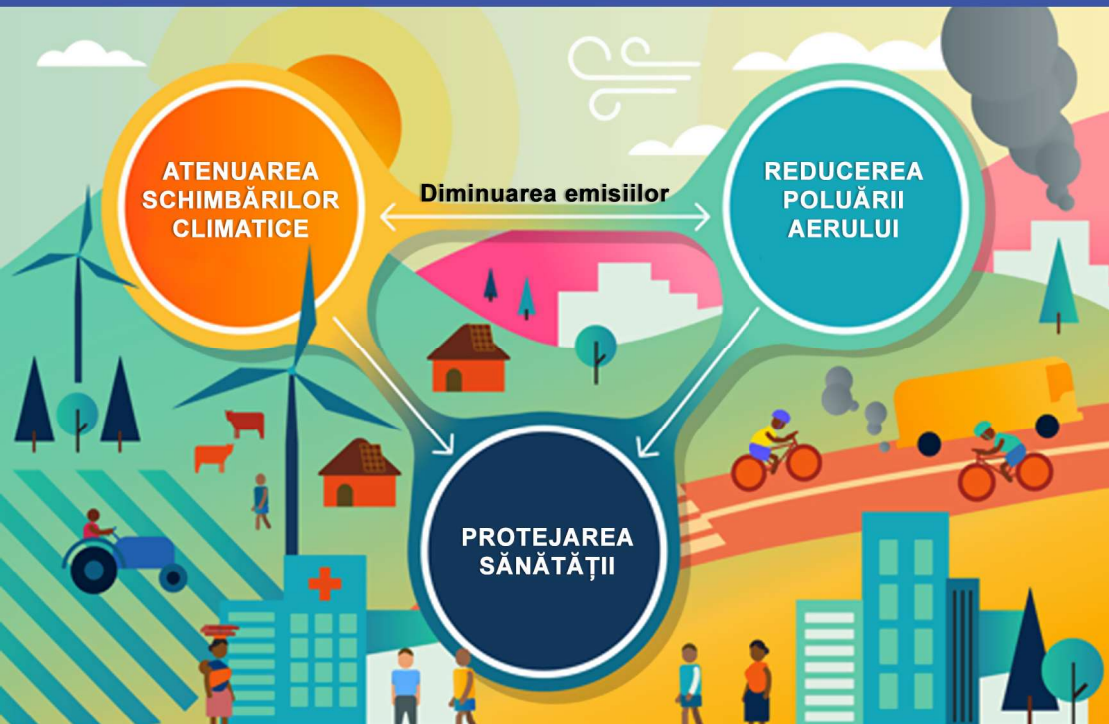 ATENUAREA
SCHIMBĂRILOR
CLIMATICE
Diminuarea emisiilor
REDUCEREA
POLUĂRII
AERULUI
PROTEJAREA
SĂNĂTĂȚII